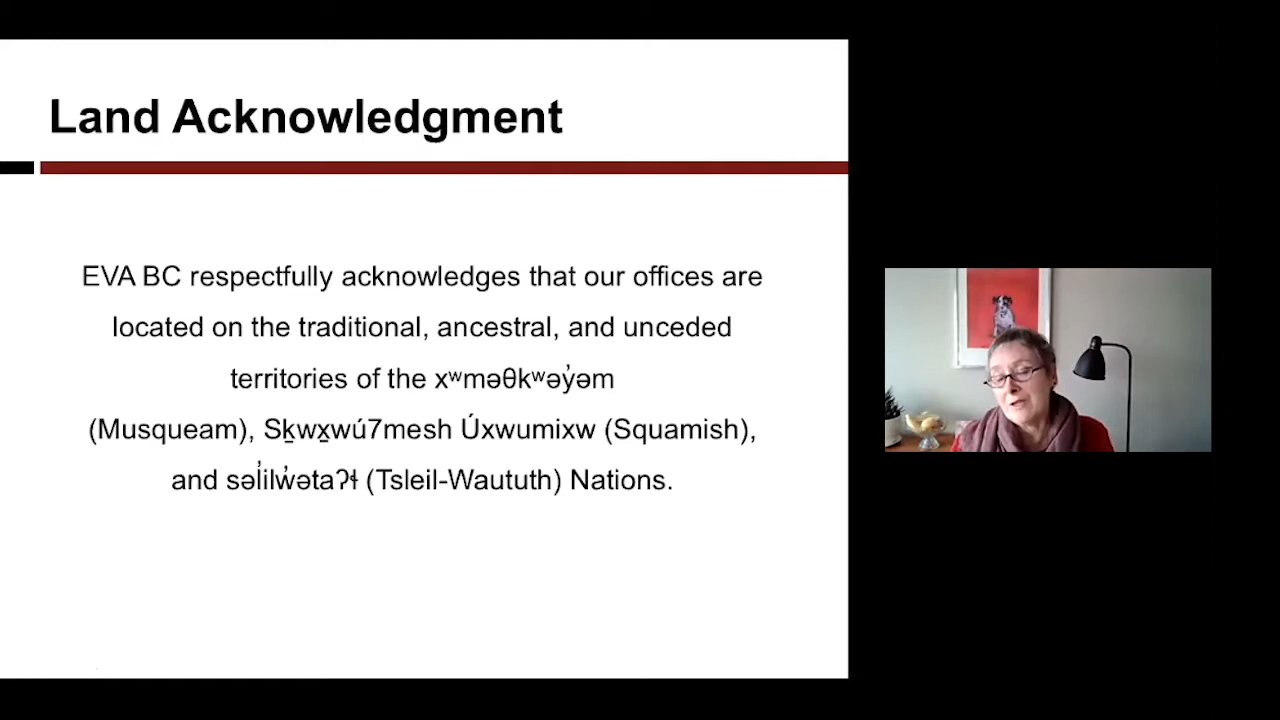 Land Acknowledgment
EVA BC respectfully acknowledges that our offices are
located on the traditional, ancestral, and unceded
territories of the xʷməθkʷəy̓əm
(Musqueam), Sḵwx̱wú7mesh Úxwumixw (Squamish),
and səl̓ilw̓ətaʔɬ (Tsleil-Waututh) Nations.